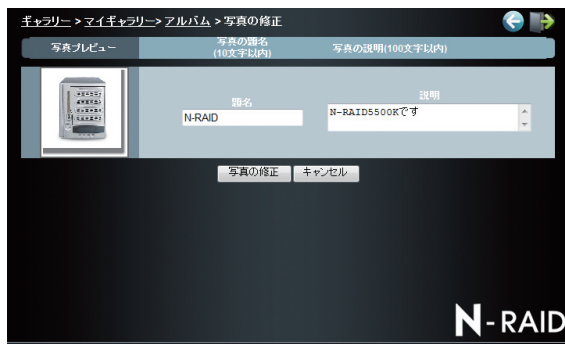 ギャラリー > マイギャラリー> アルバム > 写真の修正
写真プレビュー
写真の題名
(10文字以内)
写真の説明(100文字以内)
題名
N-RAID
説明
N-RAID5500Kです
写真の修正
キャンセル
N-RAID